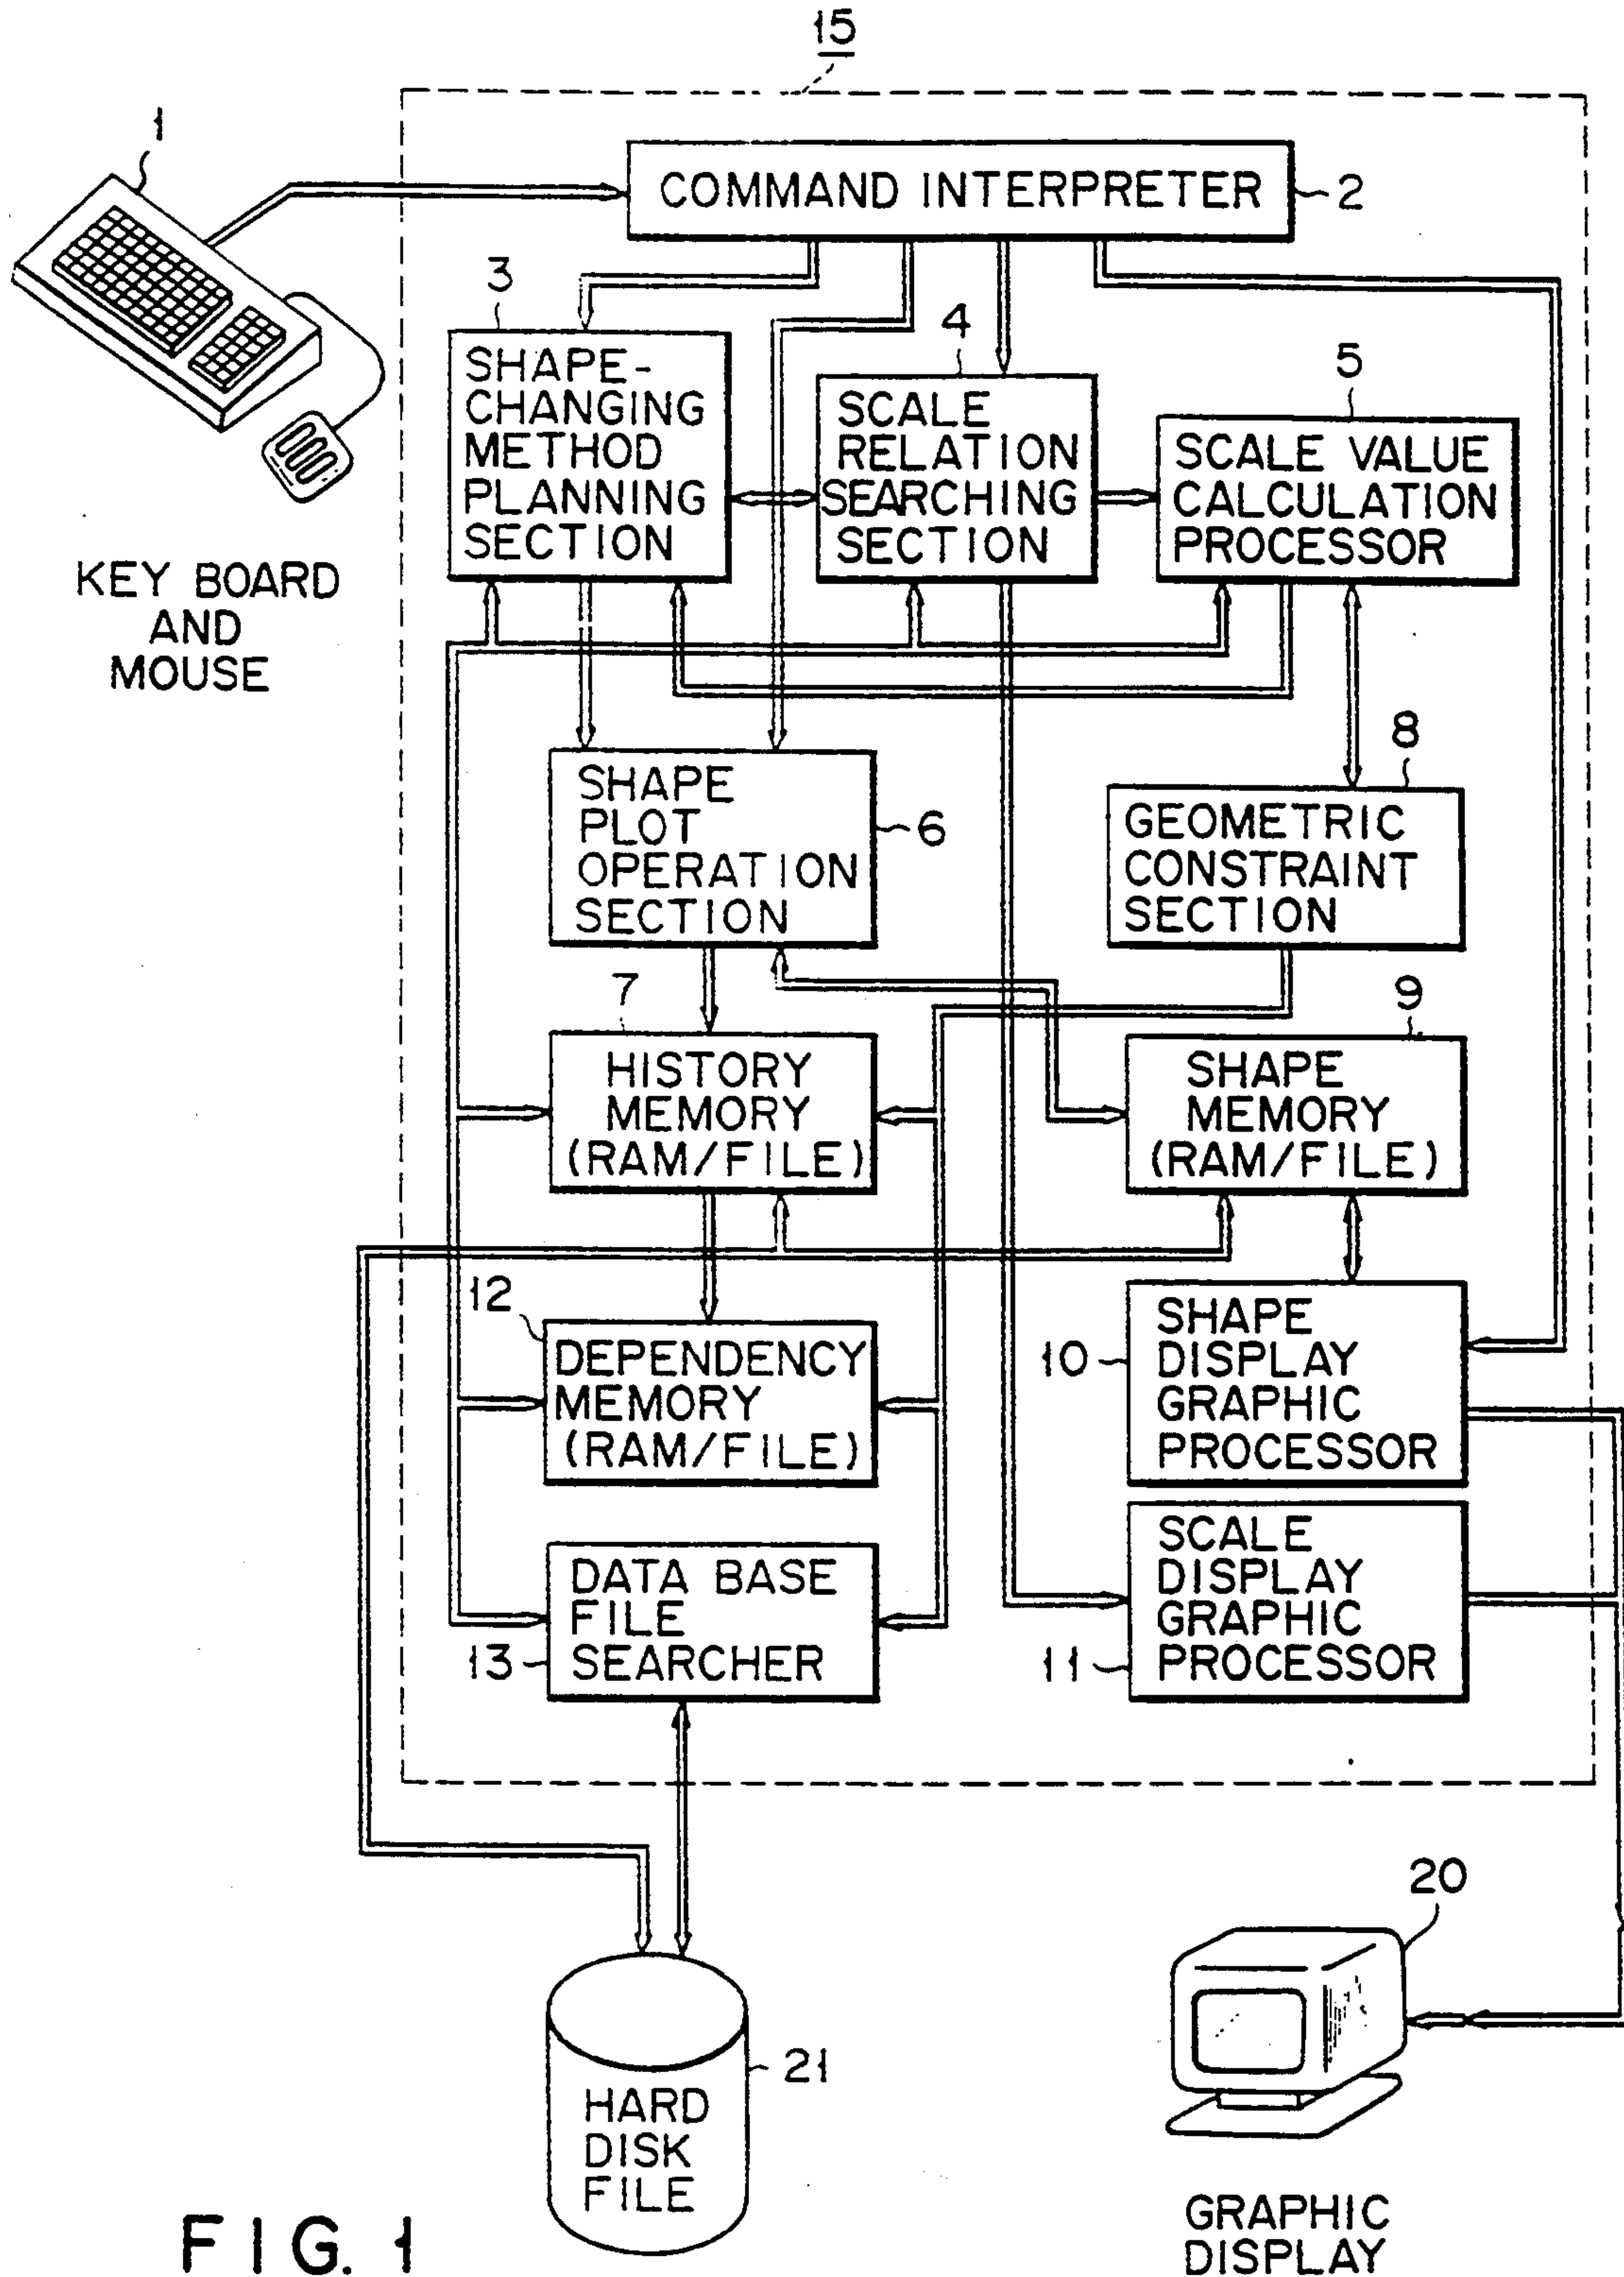 15
1
COMMAND INTERPRETER
2
KEY BOARD
AND
MOUSE
3
SHAPE-
CHANGING
METHOD
PLANNING
SECTION
4
SCALE
RELATION
SEARCHING
SECTION
5
SCALE VALUE
CALCULATION
PROCESSOR
SHAPE
PLOT
OPERATION
SECTION
6
8
GEOMETRIC
CONSTRAINT
SECTION
7
HISTORY
MEMORY
(RAM/FILE)
9
SHAPE
MEMORY
(RAM/FILE)
12
DEPENDENCY
MEMORY
(RAM/FILE)
10
SHAPE
DISPLAY
GRAPHIC
PROCESSOR
13
DATA BASE
FILE
SEARCHER
11
SCALE
DISPLAY
GRAPHIC
PROCESSOR
20
21
HARD
DISK
FILE
GRAPHIC
DISPLAY
FIG. 1